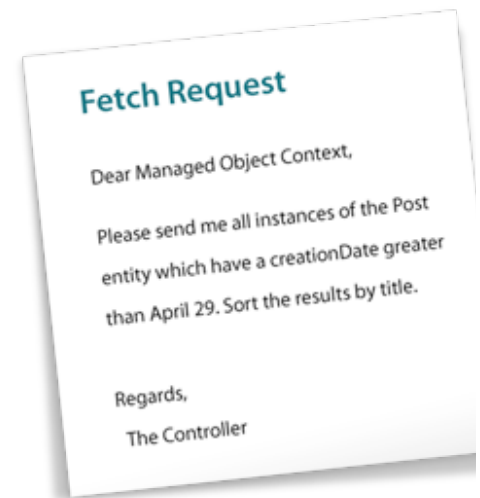 Fetch Request
Dear Managed Object Context,
Please send me all instances of the Post
entity which have a creationDate greater
than April 29. Sort the results by title.
Regards,
The Controller